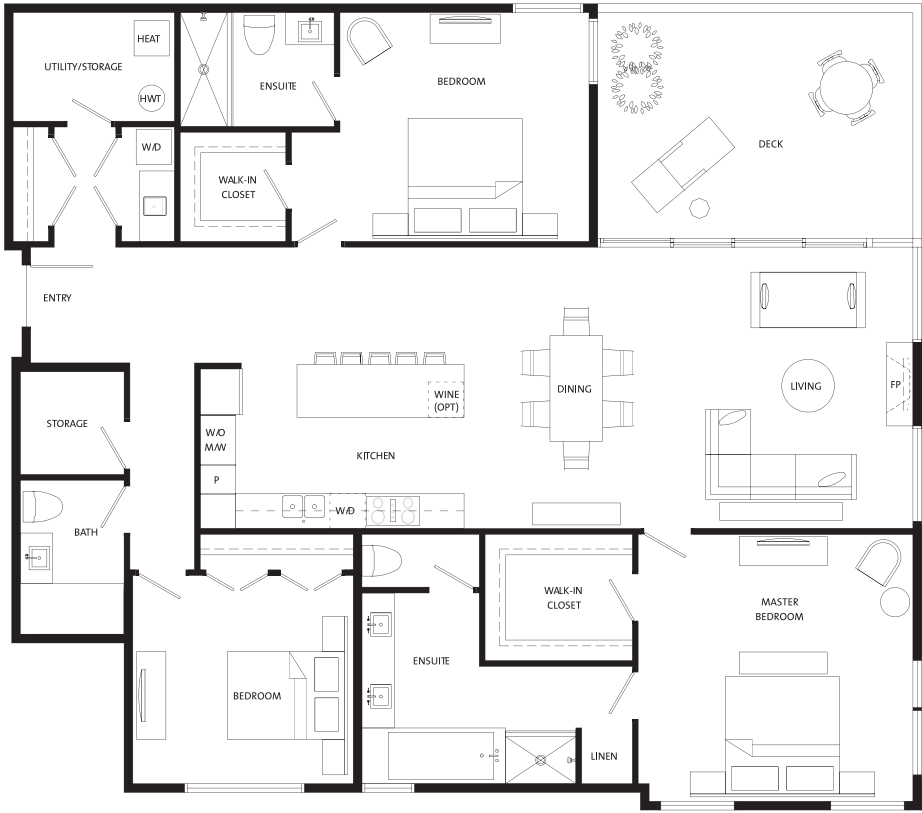 HEAT
UTILITY/STORAGE
HWT
ENSUITE
BEDROOM
DECK
W/D
WALK-IN
CLOSET
ENTRY
DINING
LIVING
FP
WINE
(OPT)
STORAGE
W/O
M/W
KITCHEN
P
W/D
BATH
WALK-IN
CLOSET
MASTER
BEDROOM
ENSUITE
BEDROOM
LINEN